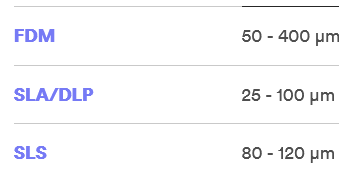 FDM 50 - 400 µm
SLA/DLP 25 - 100 µm
SLS 80 - 120 µm